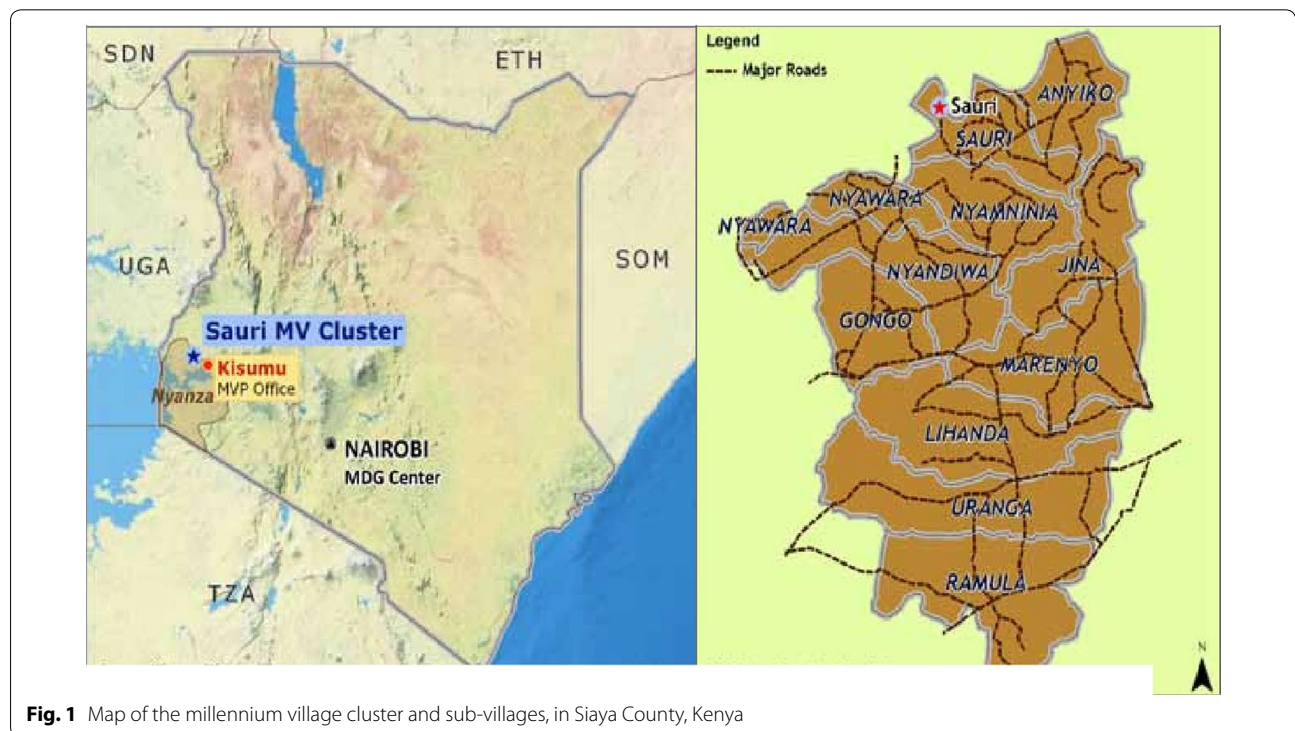 SDN
ETH
UGA
SOM
Sauri MV Cluster
Kisumu
MVP Office
Nyanza
NAIROBI
MDG Center
TZA
Legend
Major Roads
Sauri
ANYIKO
SAURI
NYAWARA
NYAMNINIA
NYAWARA
NYANDIWA
JINA
GONGO
MARENYO
LIHANDA
URANGA
RAMULA
N
Fig. 1 Map of the millennium village cluster and sub-villages, in Siaya County, Kenya